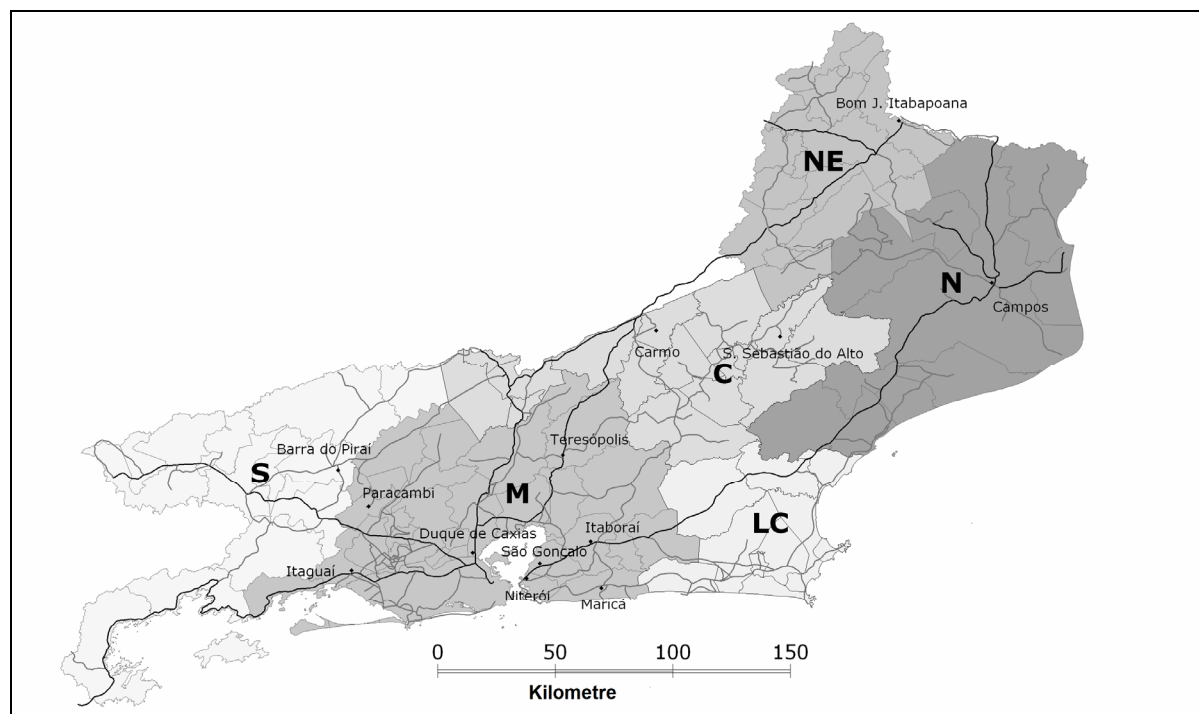 Bom J. Itabapoana
NE
N
Campos
Carmo
S. Sebastião do Alto
C
Teresópolis
Barra do Piraí
S
Paracambi
M
LC
Duque de Caxias
Itaboraí
São Gonçalo
Itaguaí
Niterói
Maricá
0 50 100 150
Kilometre